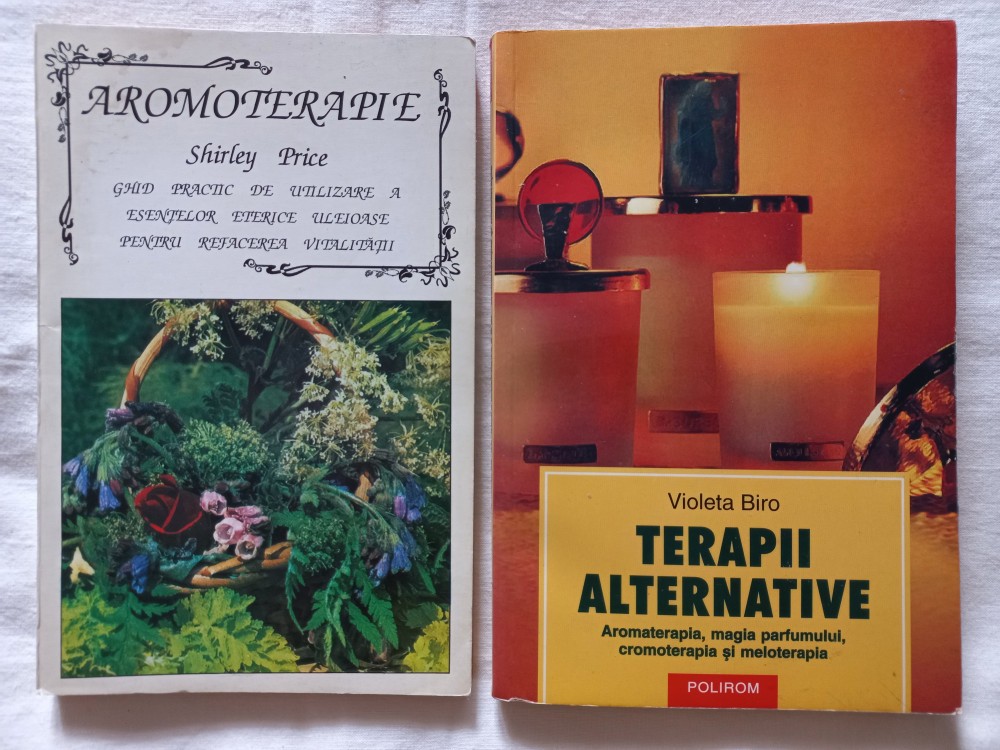 AROMOTERAPIE
Shirley Price
GHID PRACTIC DE UTILIZARE A
ESENȚELOR ETERICE ULEIOASE
PENTRU REFACEREA VITALITĂȚII
Violeta Biro
TERAPII
ALTERNATIVE
Aromaterapia, magia parfumului,
cromoterapia și meloterapia
POLIROM